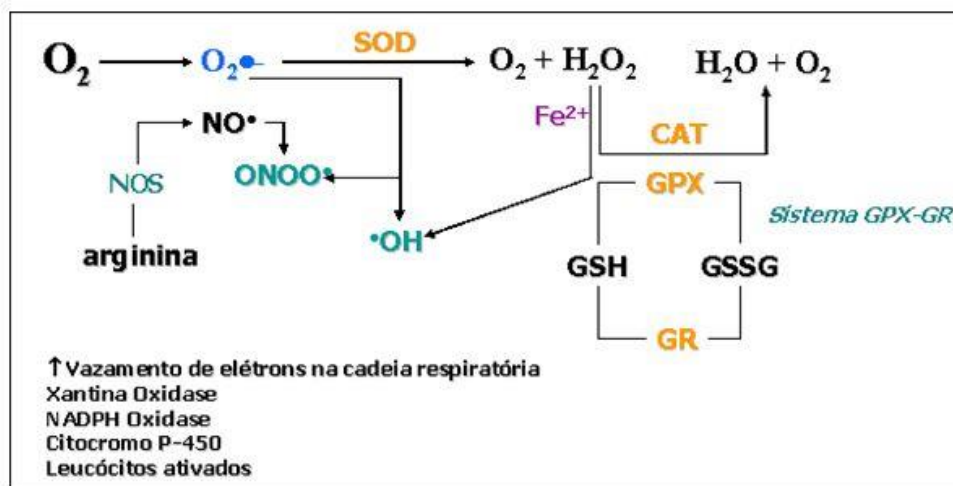 O₂ O₂•– SOD O₂ + H₂O₂ H₂O + O₂
NO• Fe²⁺ CAT
NOS ONOO• GPX Sistema GPX-GR
arginina •OH GSH GSSG
GR
↑Vazamento de elétrons na cadeia respiratória
Xantina Oxidase
NADPH Oxidase
Citocromo P-450
Leucócitos ativados